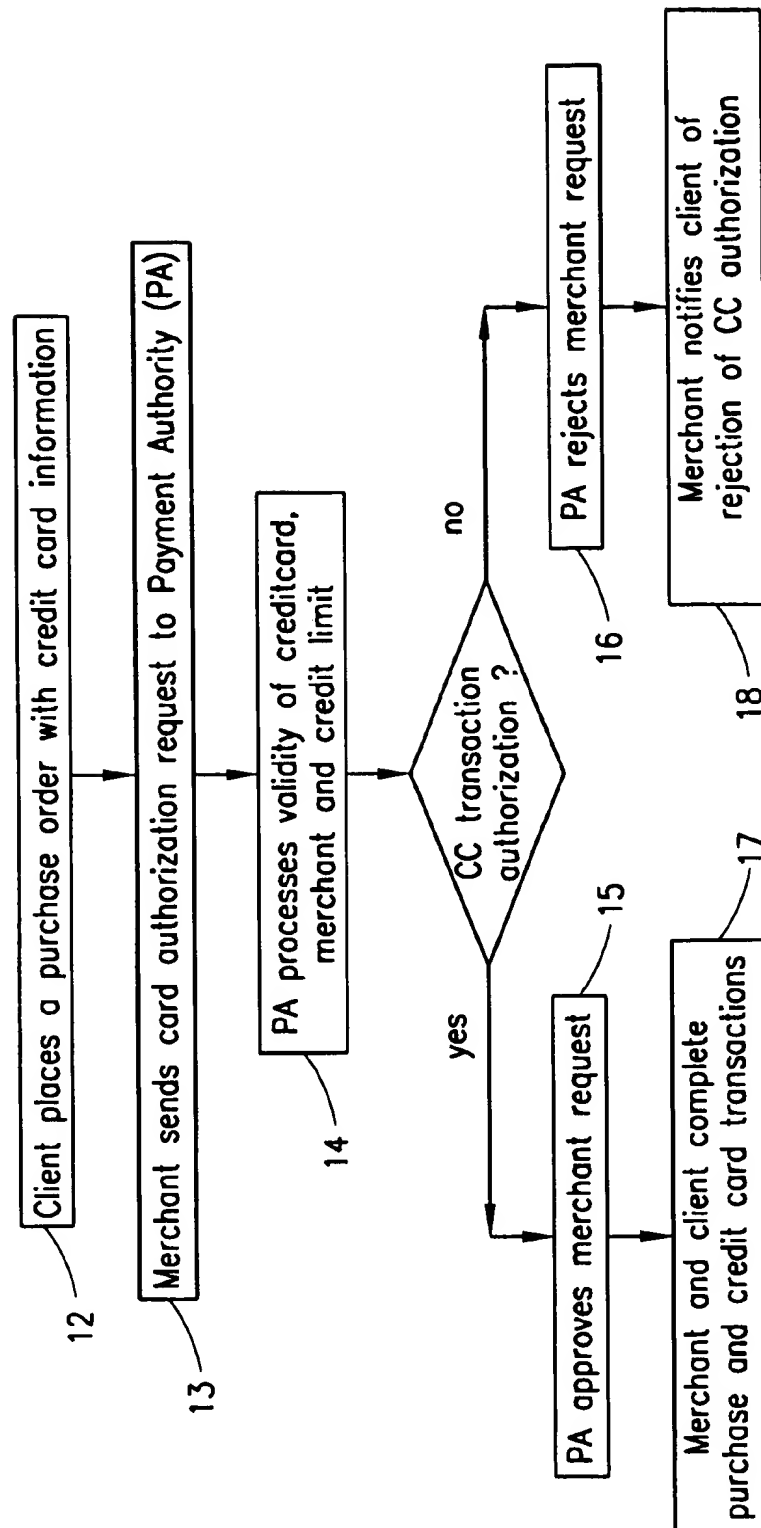 Client places a purchase order with credit card information
12
Merchant sends card authorization request to Payment Authority (PA)
13
PA processes validity of creditcard,
merchant and credit limit
14
CC transaction
authorization ?
yes
no
PA approves merchant request
15
PA rejects merchant request
16
Merchant and client complete
purchase and credit card transactions
17
Merchant notifies client of
rejection of CC authorization
18